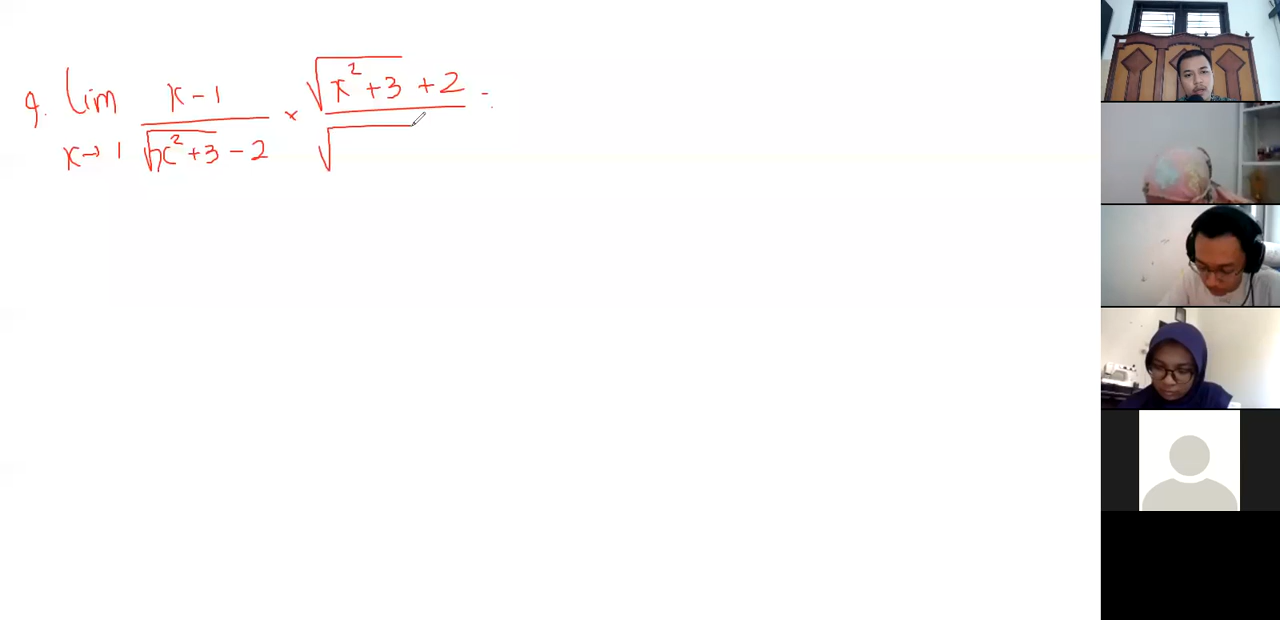 9. lim x→1 (x-1)/(√(x²+3) - 2) × (√(x²+3) + 2)/√ =